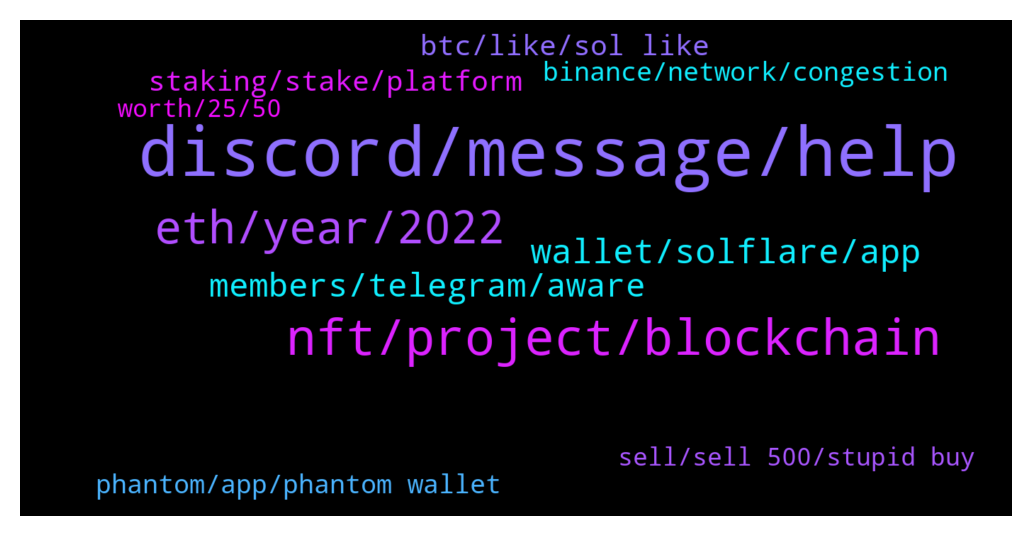 btc/like/sol like
binance/network/congestion
staking/stake/platform
worth/25/50
discord/message/help
eth/year/2022
wallet/solflare/app
members/telegram/aware
nft/project/blockchain
sell/sell 500/stupid buy
phantom/app/phantom wallet